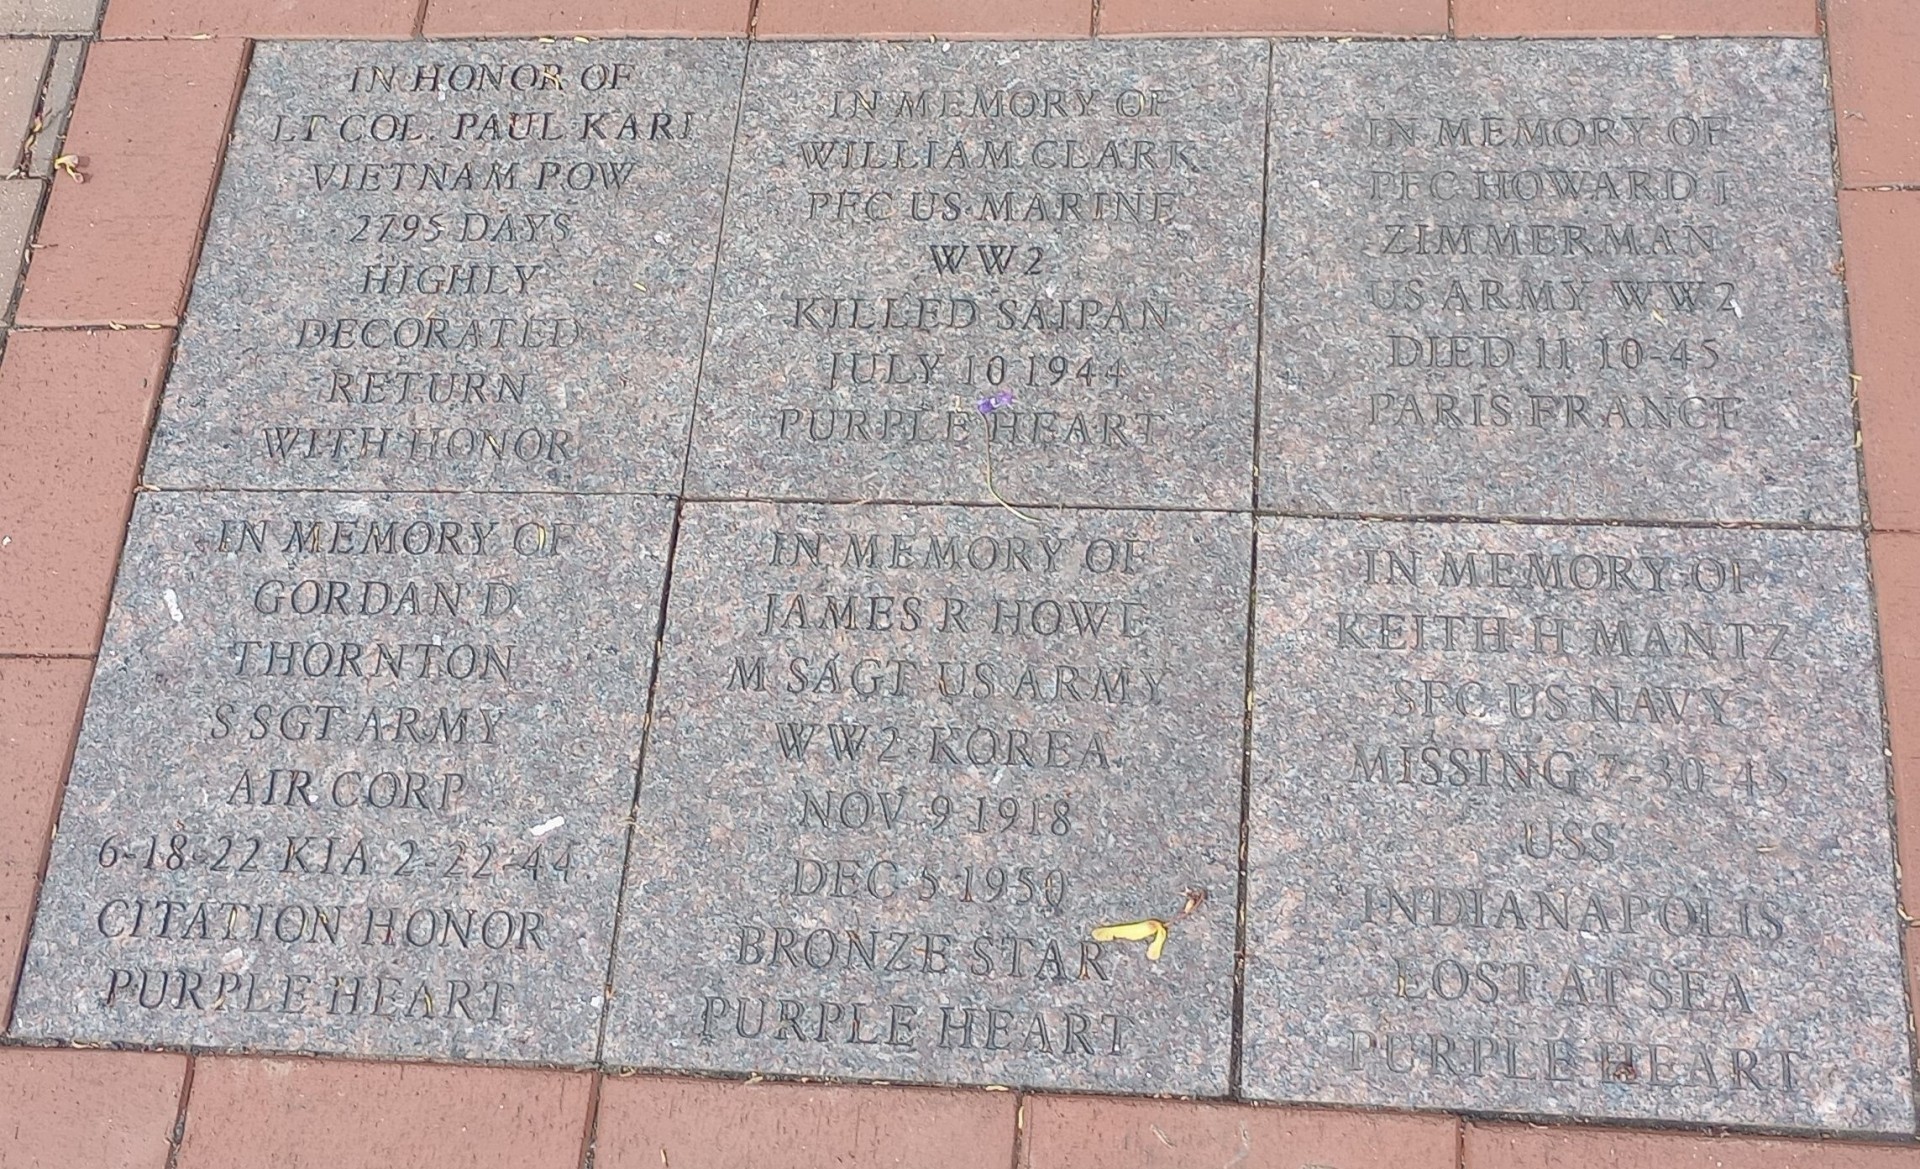 IN HONOR OF
LT COL. PAUL KARI
VIETNAM POW
2795 DAYS
HIGHLY
DECORATED
RETURN
WITH HONOR
IN MEMORY OF
WILLIAM CLARK
PFC US MARINE
WW2
KILLED SAIPAN
JULY 10 1944
PURPLE HEART
IN MEMORY OF
PFC HOWARD J
ZIMMERMAN
US ARMY WW2
DIED 11-10-45
PARIS FRANCE
IN MEMORY OF
GORDAN D
THORNTON
S SGT ARMY
AIR CORP
6-18-22 KIA 2-22-44
CITATION HONOR
PURPLE HEART
IN MEMORY OF
JAMES R HOWE
M SAGT US ARMY
WW2 KOREA
NOV 9 1918
DEC 5 1950
BRONZE STAR
PURPLE HEART
IN MEMORY OF
KEITH H MANTZ
SFC US NAVY
MISSING 7-30-45
USS
INDIANAPOLIS
LOST AT SEA
PURPLE HEART